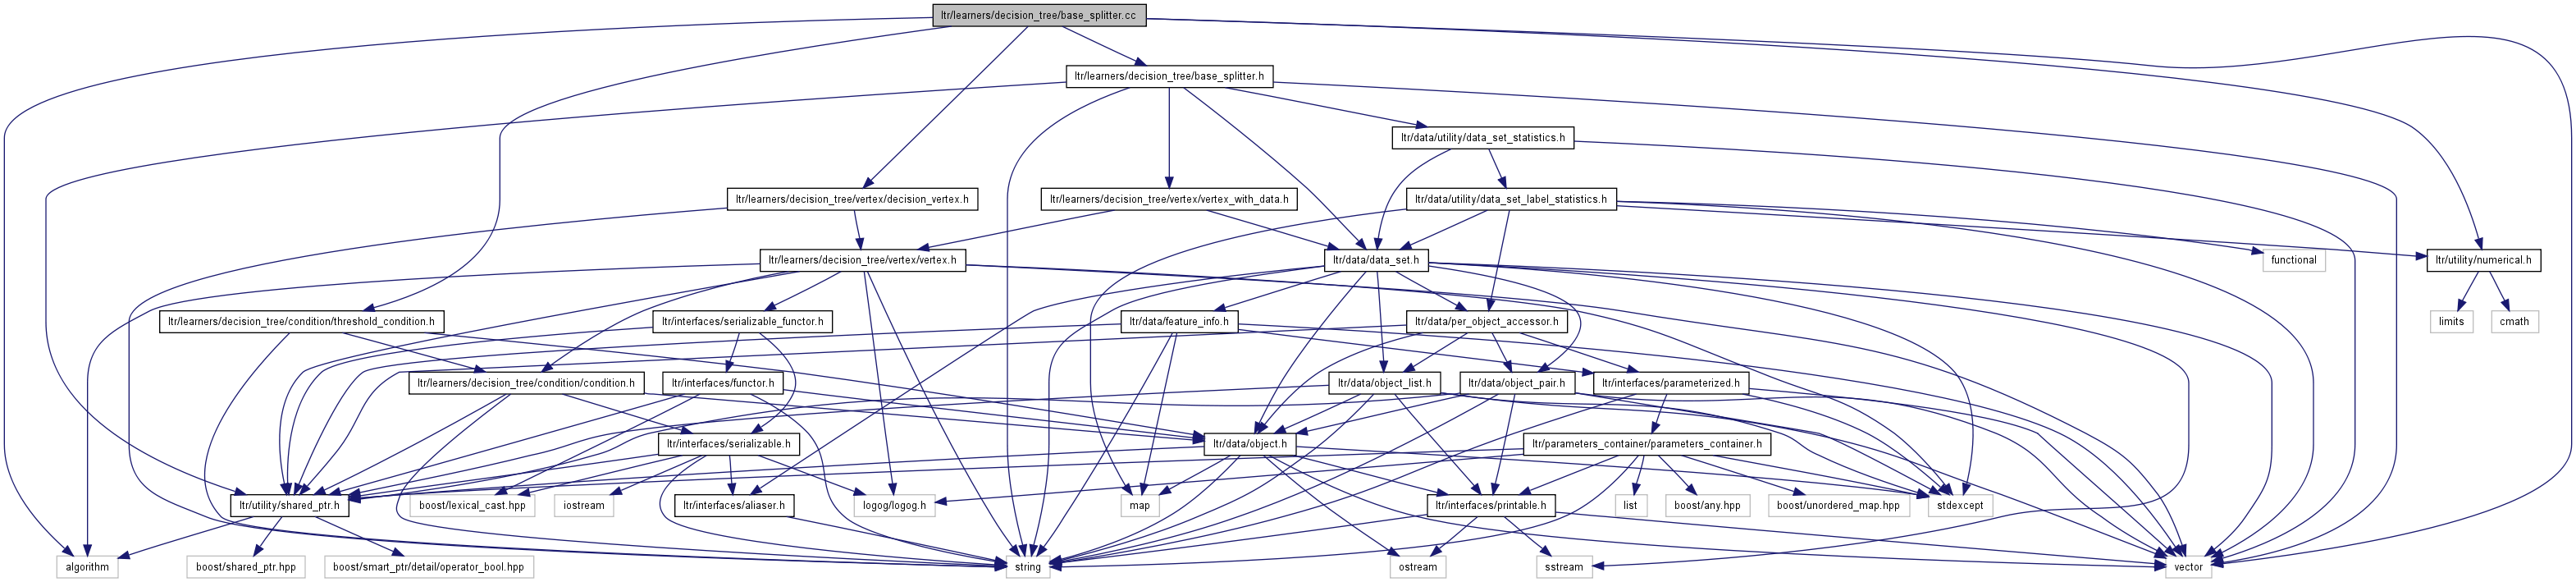 ltr/learners/decision_tree/base_splitter.cc
ltr/learners/decision_tree/base_splitter.h
ltr/data/utility/data_set_statistics.h
ltr/learners/decision_tree/vertex/decision_vertex.h
ltr/learners/decision_tree/vertex/vertex_with_data.h
ltr/data/utility/data_set_label_statistics.h
ltr/learners/decision_tree/vertex/vertex.h
ltr/data/data_set.h
functional
ltr/utility/numerical.h
ltr/learners/decision_tree/condition/threshold_condition.h
ltr/interfaces/serializable_functor.h
ltr/data/feature_info.h
ltr/data/per_object_accessor.h
limits
cmath
ltr/learners/decision_tree/condition/condition.h
ltr/interfaces/functor.h
ltr/data/object_list.h
ltr/data/object_pair.h
ltr/interfaces/parameterized.h
ltr/interfaces/serializable.h
ltr/data/object.h
ltr/parameters_container/parameters_container.h
ltr/utility/shared_ptr.h
boost/lexical_cast.hpp
iostream
ltr/interfaces/aliaser.h
logog/logog.h
map
ltr/interfaces/printable.h
list
boost/any.hpp
boost/unordered_map.hpp
stdexcept
algorithm
boost/shared_ptr.hpp
boost/smart_ptr/detail/operator_bool.hpp
string
ostream
sstream
vector